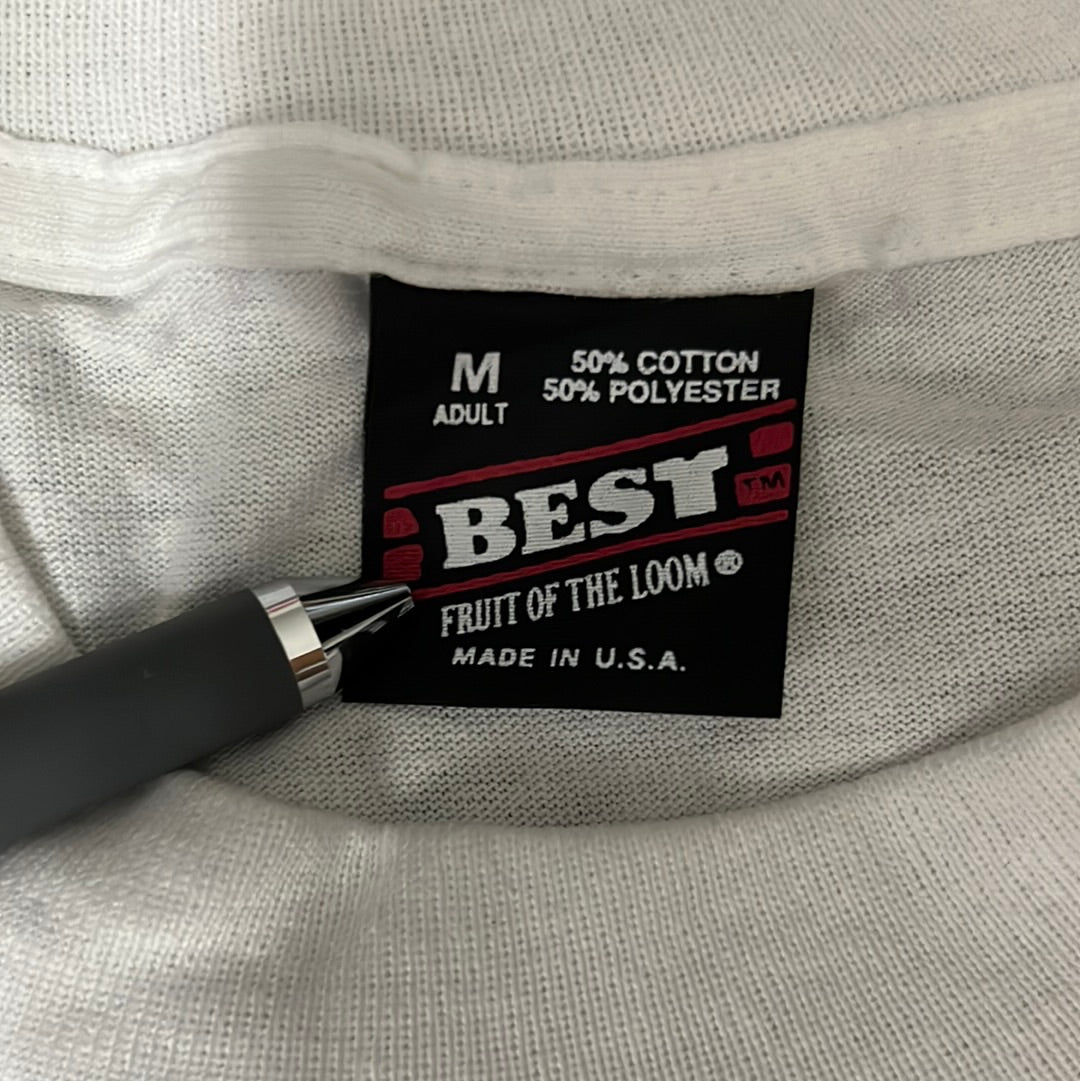 M
ADULT
50% COTTON
50% POLYESTER
BEST™
FRUIT OF THE LOOM®
MADE IN U.S.A.